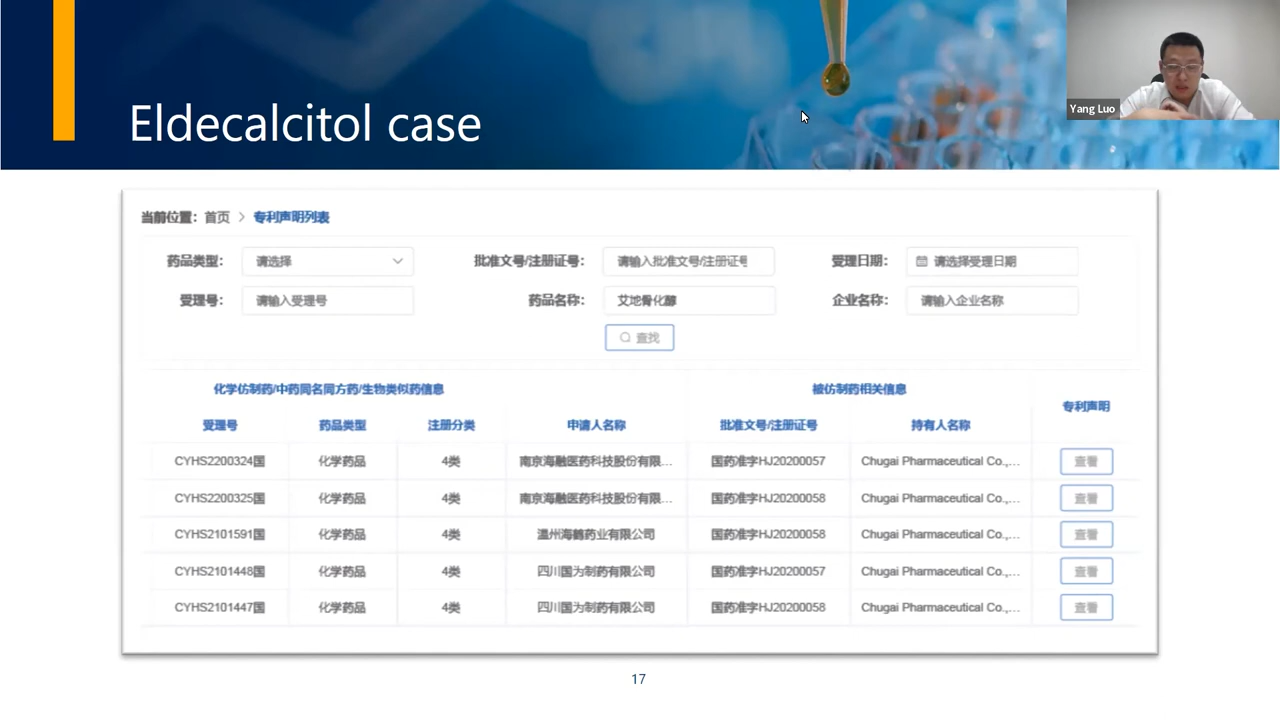 Eldecalcitol case
Yang Luo
当前位置： 首页 > 专利声明列表
药品类型： 请选择 批准文号/注册证号： 请输入批准文号/注册证号 受理日期： 请选择受理日期
受理号： 请输入受理号 药品名称： 艾地骨化醇 企业名称： 请输入企业名称
查找
化学仿制药/中药同名同方药/生物类似药信息 被仿制药相关信息 专利声明
受理号 药品类型 注册分类 申请人名称 批准文号/注册证号 持有人名称
CYHS2200324国 化学药品 4类 南京海融医药科技股份有限... 国药准字HJ20200057 Chugai Pharmaceutical Co.,... 查看
CYHS2200325国 化学药品 4类 南京海融医药科技股份有限... 国药准字HJ20200058 Chugai Pharmaceutical Co.,... 查看
CYHS2101591国 化学药品 4类 温州海鹤药业有限公司 国药准字HJ20200058 Chugai Pharmaceutical Co.,... 查看
CYHS2101448国 化学药品 4类 四川国为制药有限公司 国药准字HJ20200057 Chugai Pharmaceutical Co.,... 查看
CYHS2101447国 化学药品 4类 四川国为制药有限公司 国药准字HJ20200058 Chugai Pharmaceutical Co.,... 查看
17